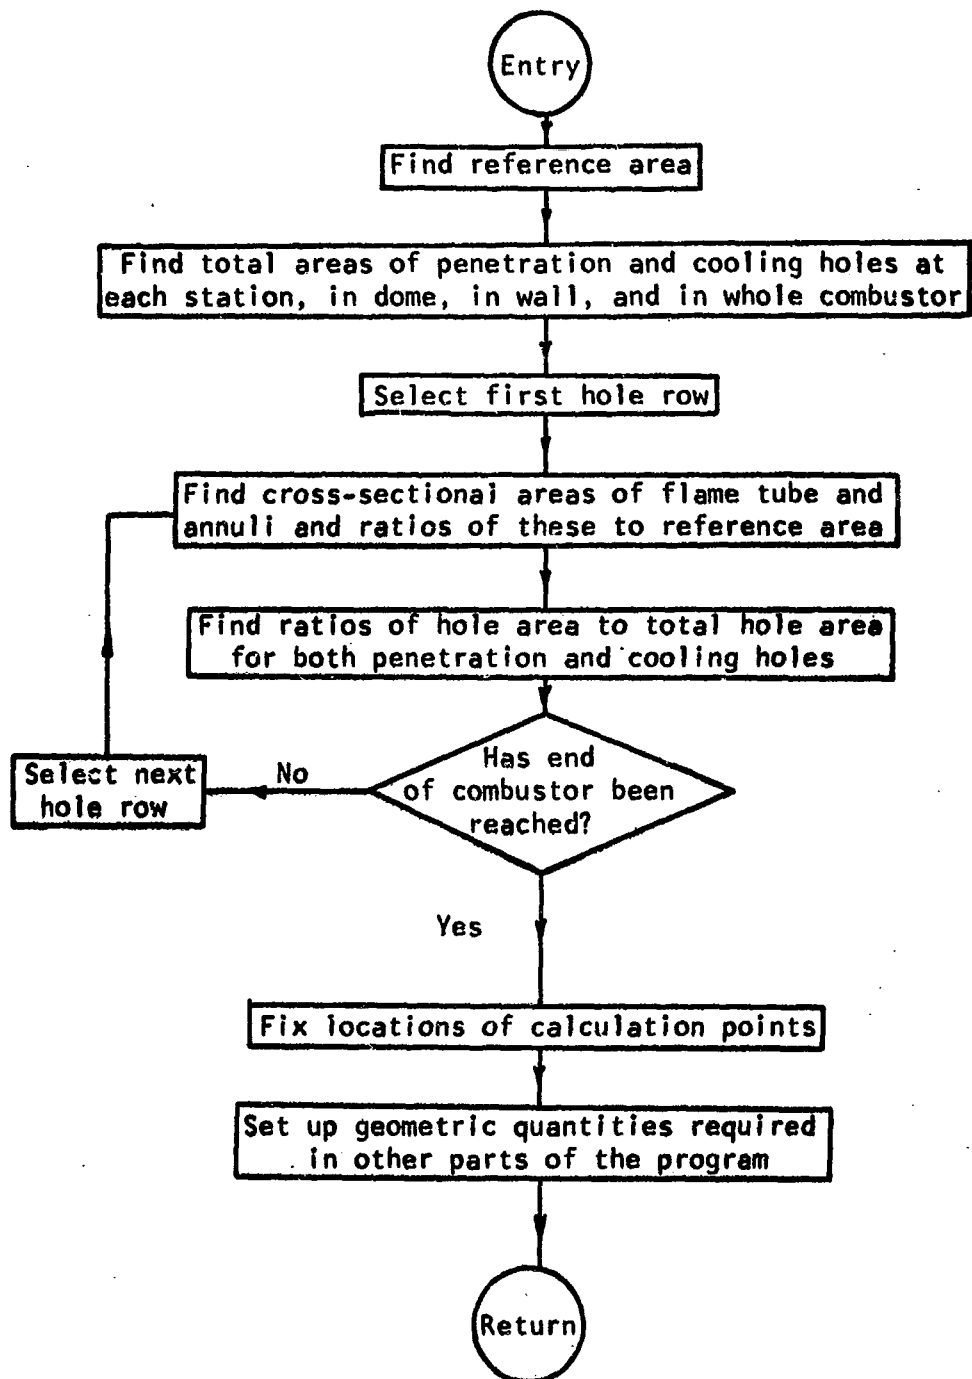 Entry
Find reference area
Find total areas of penetration and cooling holes at
each station, in dome, in wall, and in whole combustor
Select first hole row
Find cross-sectional areas of flame tube and
annuli and ratios of these to reference area
Find ratios of hole area to total hole area
for both penetration and cooling holes
Has end
of combustor been
reached?
No
Select next
hole row
Yes
Fix locations of calculation points
Set up geometric quantities required
in other parts of the program
Return